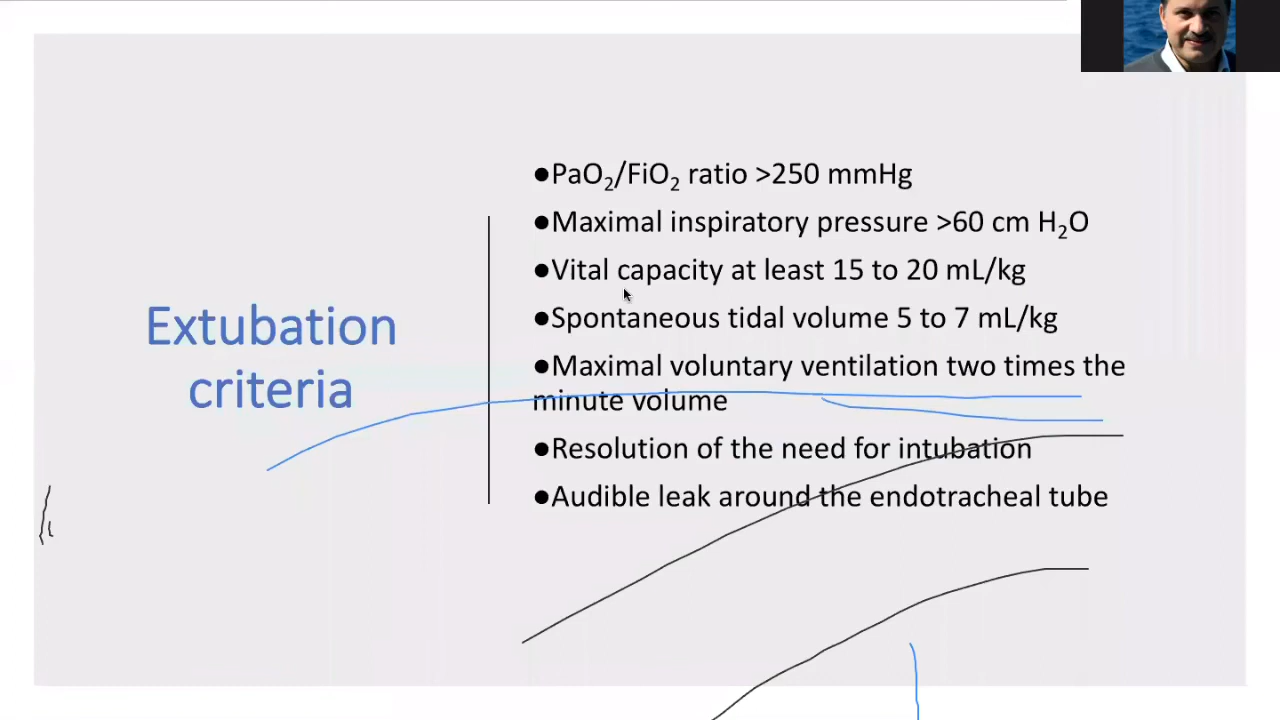 Extubation
criteria
●PaO₂/FiO₂ ratio >250 mmHg
●Maximal inspiratory pressure >60 cm H₂O
●Vital capacity at least 15 to 20 mL/kg
●Spontaneous tidal volume 5 to 7 mL/kg
●Maximal voluntary ventilation two times the
minute volume
●Resolution of the need for intubation
●Audible leak around the endotracheal tube